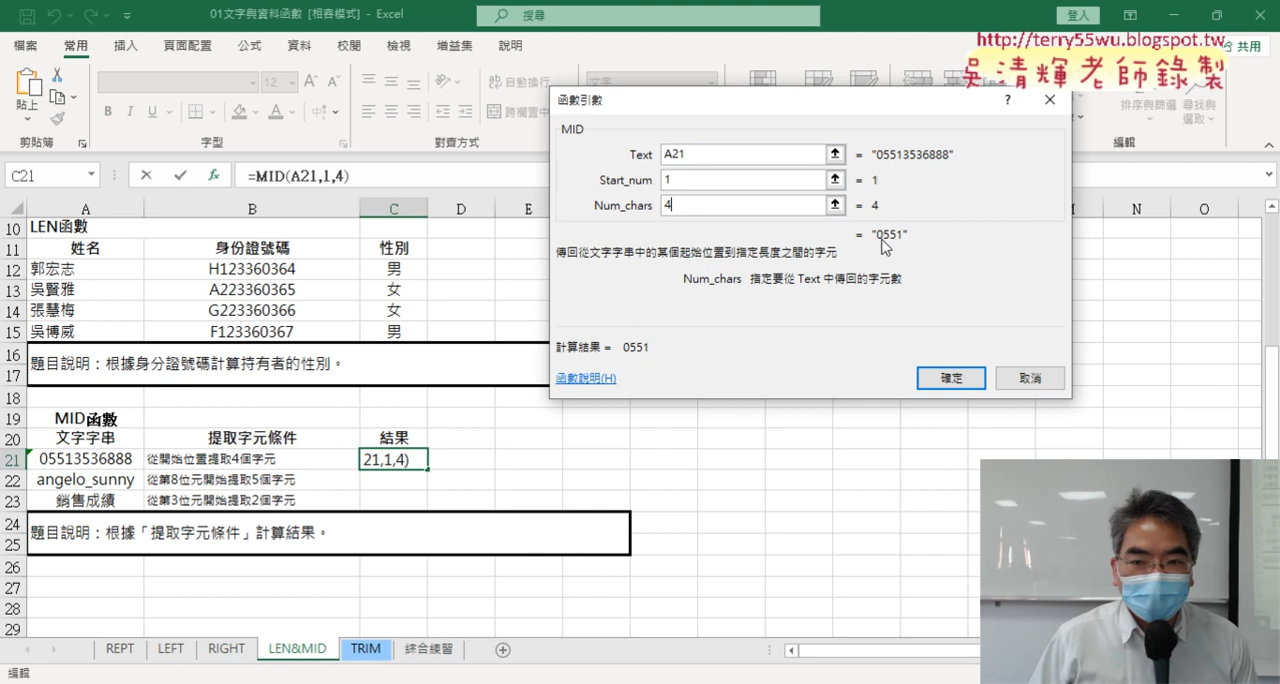 01文字與資料函數 [相容模式] - Excel
搜尋
登入
http://terry55wu.blogspot.tw
吳清輝老師錄製
檔案 常用 插入 頁面配置 公式 資料 校閱 檢視 增益集 說明
共用
貼上
12
自動換行
文字
跨欄置中
排序與篩選
尋找與選取
剪貼簿 字型 對齊方式 編輯
C21
=MID(A21,1,4)
函數引數
MID
Text A21 = "05513536888"
Start_num 1 = 1
Num_chars 4 = 4
= "0551"
傳回從文字字串中的某個起始位置到指定長度之間的字元
Num_chars 指定要從 Text 中傳回的字元數
計算結果 = 0551
函數說明(H)
確定 取消
A B C D E M N O
10 LEN函數
11 姓名 身份證號碼 性別
12 郭宏志 H123360364 男
13 吳賢雅 A223360365 女
14 張慧梅 G223360366 女
15 吳博威 F123360367 男
16
17 題目說明：根據身分證號碼計算持有者的性別。
18
19 MID函數
20 文字字串 提取字元條件 結果
21 05513536888 從開始位置提取4個字元 21,1,4)
22 angelo_sunny 從第8位元開始提取5個字元
23 銷售成績 從第3位元開始提取2個字元
24
25 題目說明：根據「提取字元條件」計算結果。
26
27
28
29
REPT LEFT RIGHT LEN&MID TRIM 綜合練習
編輯